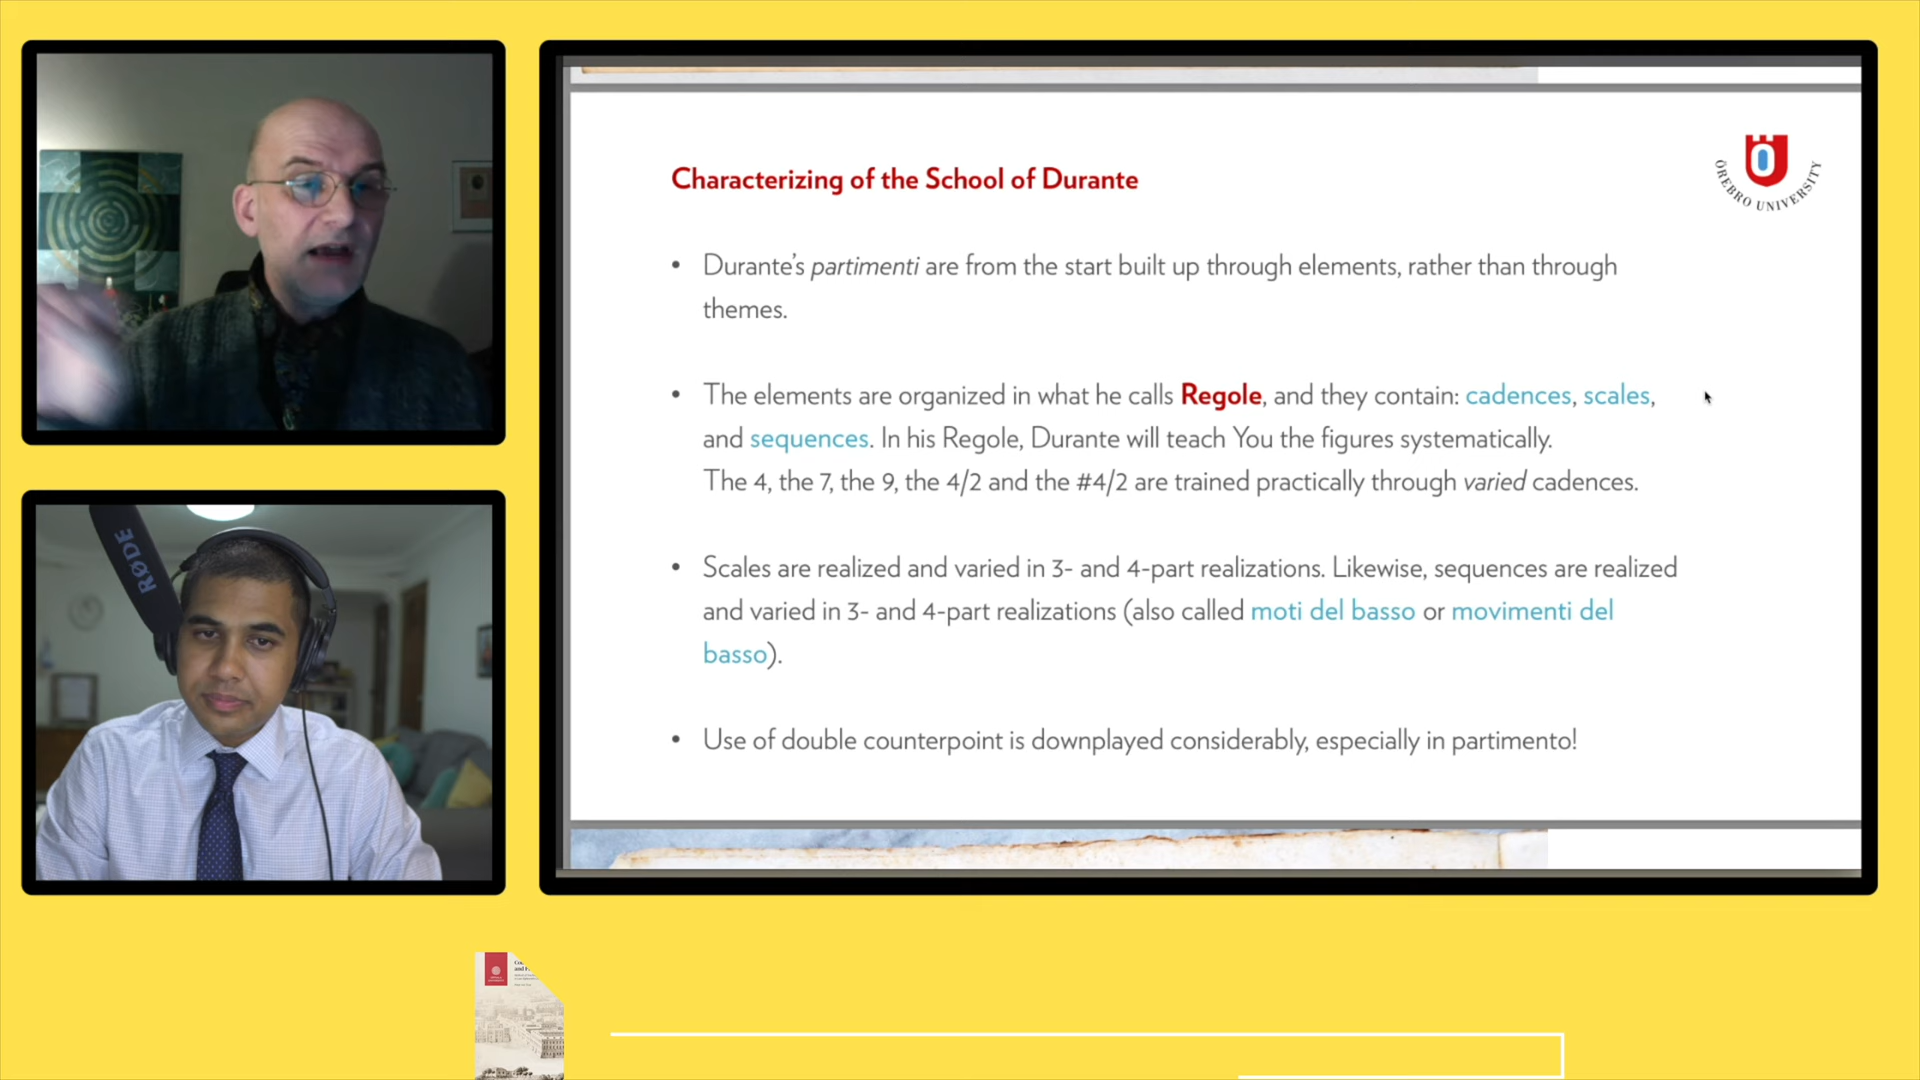 Characterizing of the School of Durante
ÖREBRO UNIVERSITY
• Durante's partimenti are from the start built up through elements, rather than through
themes.
• The elements are organized in what he calls Regole, and they contain: cadences, scales,
and sequences. In his Regole, Durante will teach You the figures systematically.
The 4, the 7, the 9, the 4/2 and the #4/2 are trained practically through varied cadences.
• Scales are realized and varied in 3- and 4-part realizations. Likewise, sequences are realized
and varied in 3- and 4-part realizations (also called moti del basso or movimenti del
basso).
• Use of double counterpoint is downplayed considerably, especially in partimento!
RØDE